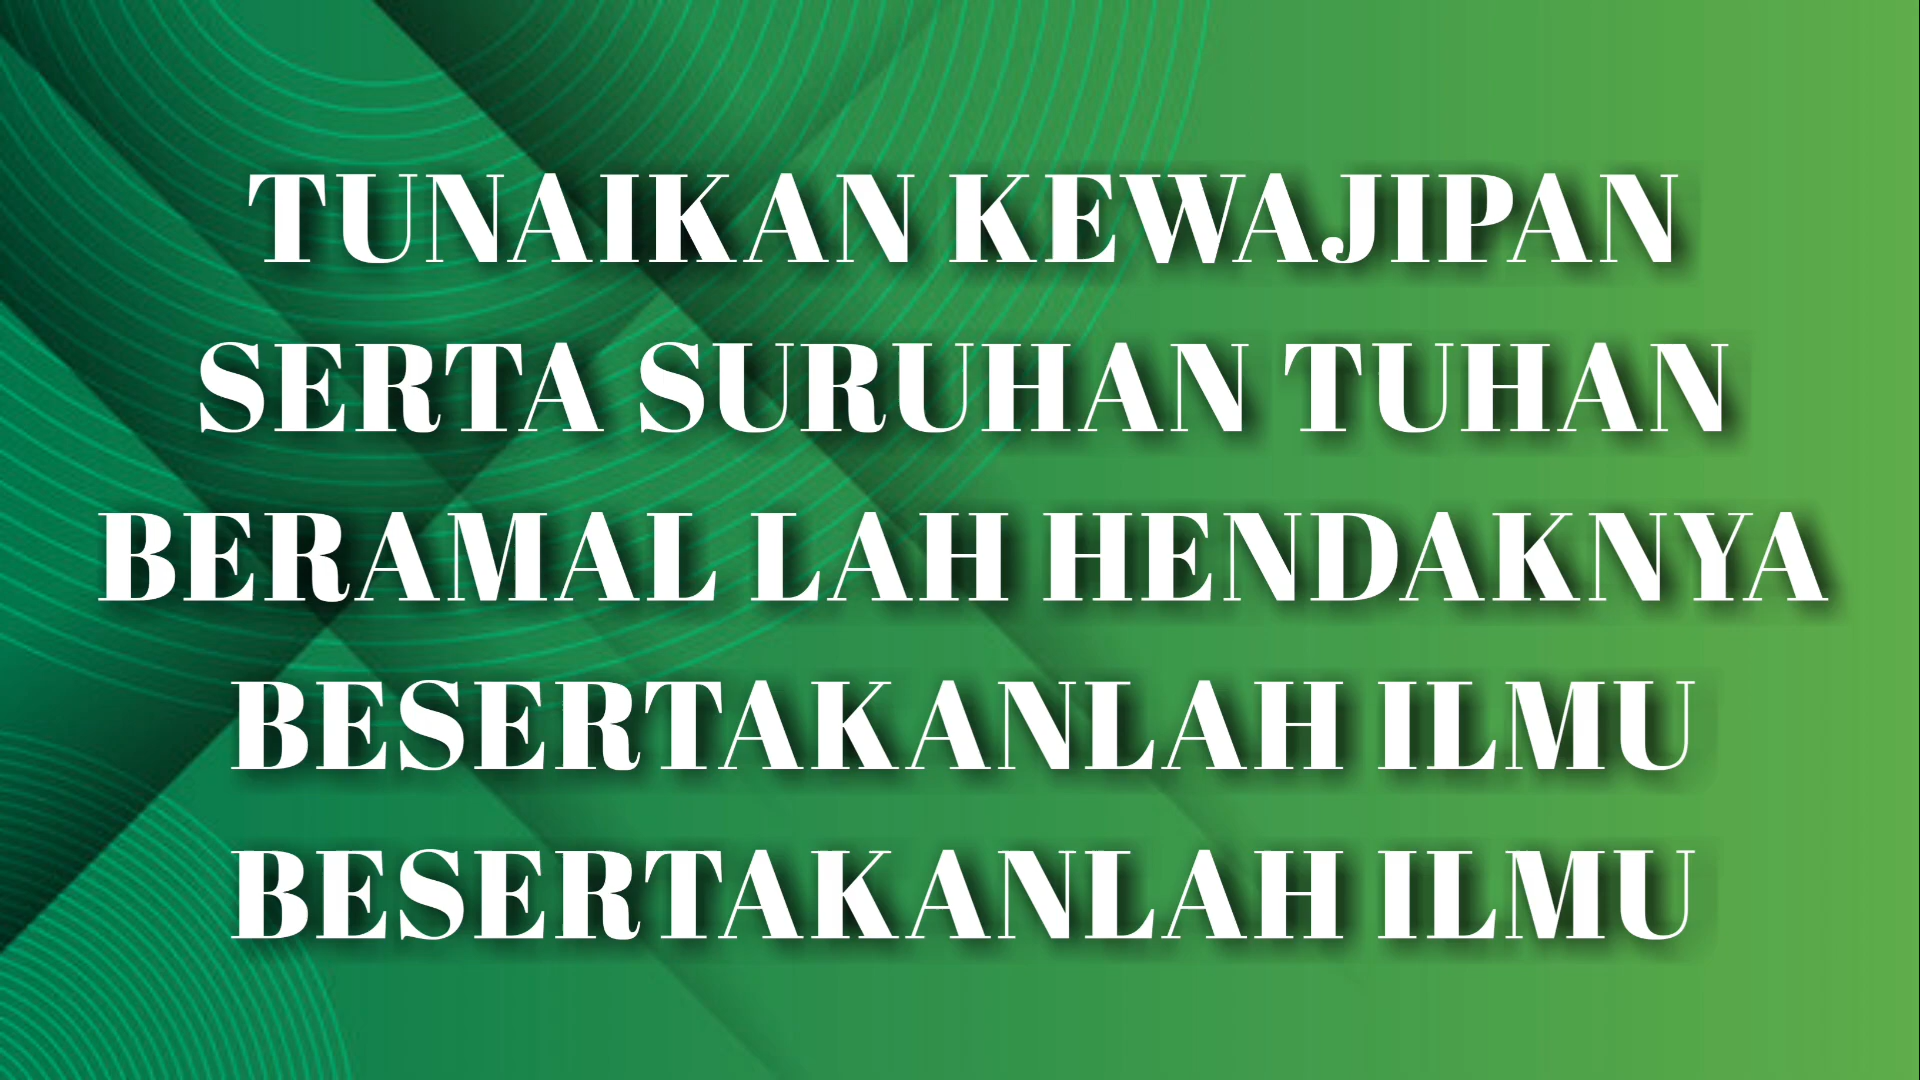 TUNAIKAN KEWAJIPAN
SERTA SURUHAN TUHAN
BERAMAL LAH HENDAKNYA
BESERTAKANLAH ILMU
BESERTAKANLAH ILMU